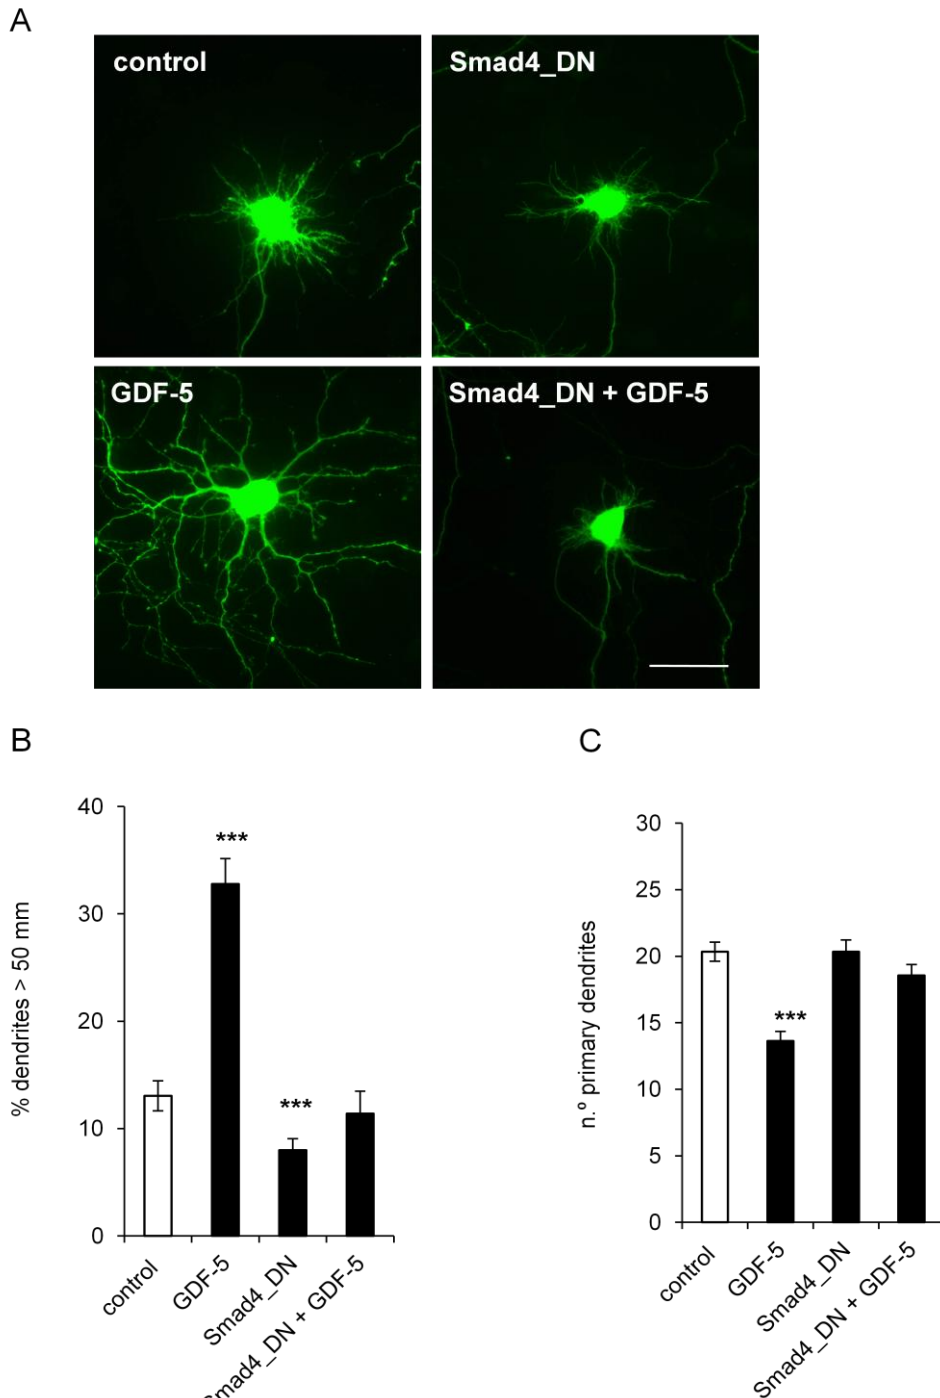 A
control
Smad4_DN
GDF-5
Smad4_DN + GDF-5
B
C
% dendrites > 50 mm
40
30
20
10
0
***
***
control
GDF-5
Smad4_DN
Smad4_DN + GDF-5
n.º primary dendrites
30
25
20
15
10
5
0
***
control
GDF-5
Smad4_DN
Smad4_DN + GDF-5